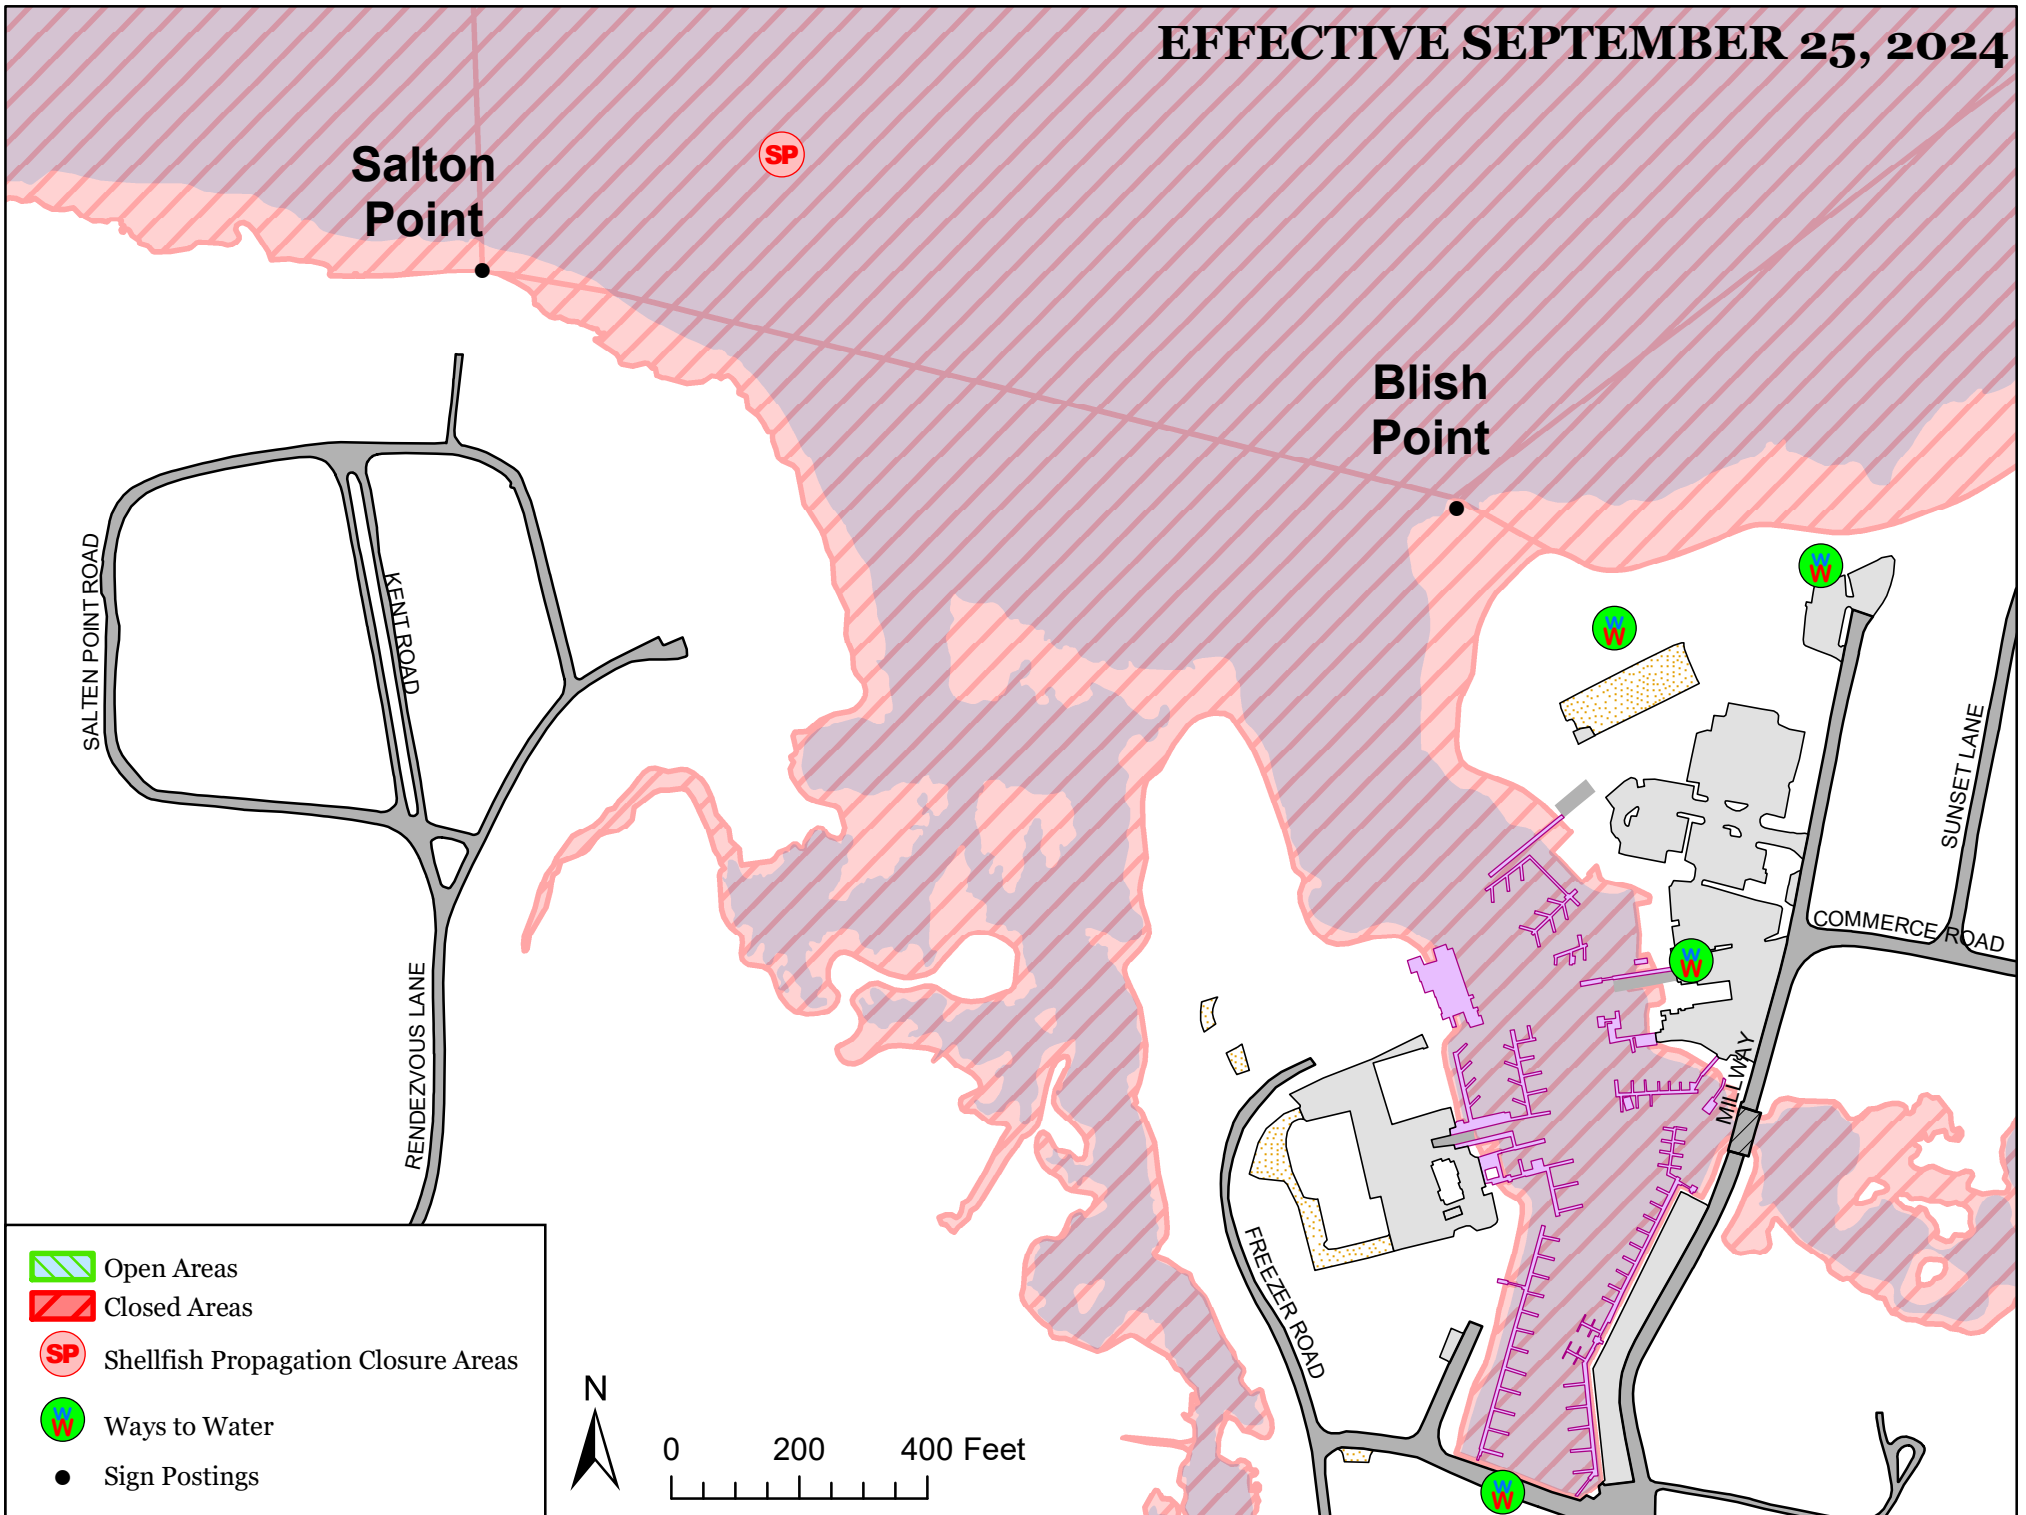 EFFECTIVE SEPTEMBER 25, 2024
SP
Salton
Point
Blish
Point
W
W
W
W
SALTEN POINT ROAD
KENT ROAD
SUNSET LANE
COMMERCE ROAD
W
W
RENDEZVOUS LANE
MILLWAY
FREEZER ROAD
Open Areas
Closed Areas
SP Shellfish Propagation Closure Areas
W
W
Ways to Water
Sign Postings
N
0 200 400 Feet
W
W